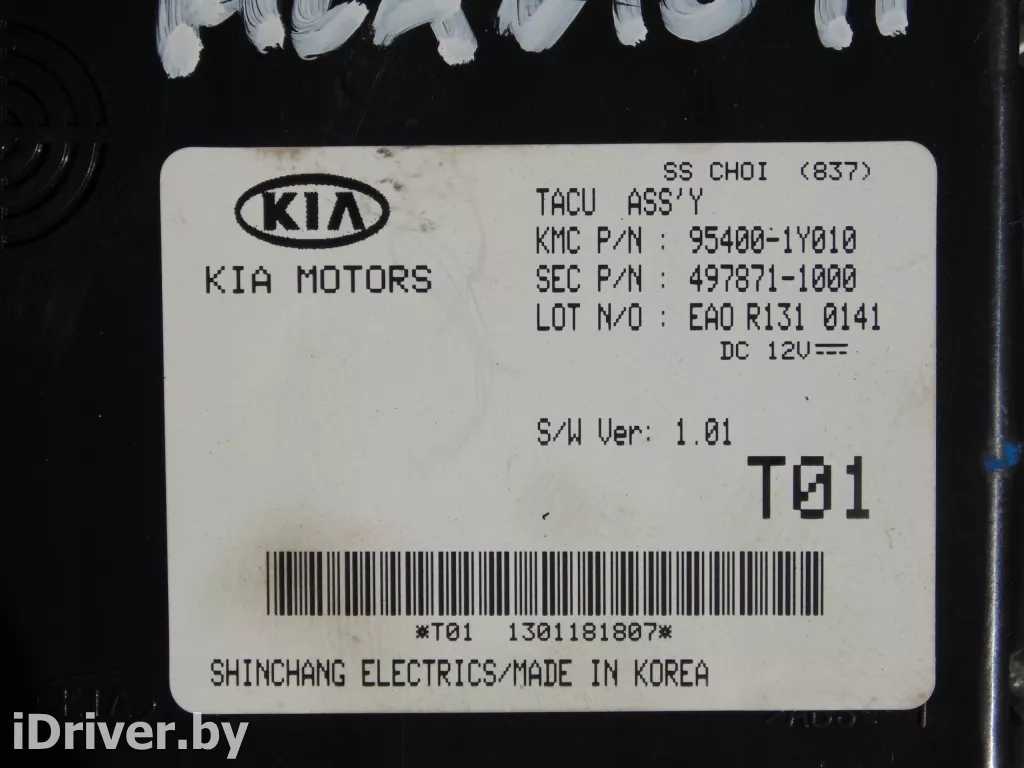 SS CHOI (837)
KIA
KIA MOTORS
TACU ASS'Y
KMC P/N : 95400-1Y010
SEC P/N : 497871-1000
LOT N/O : EAO R131 0141
DC 12V
S/W Ver: 1.01
T01
*T01 1301181807*
SHINCHANG ELECTRICS/MADE IN KOREA
KIA
iDriver.by